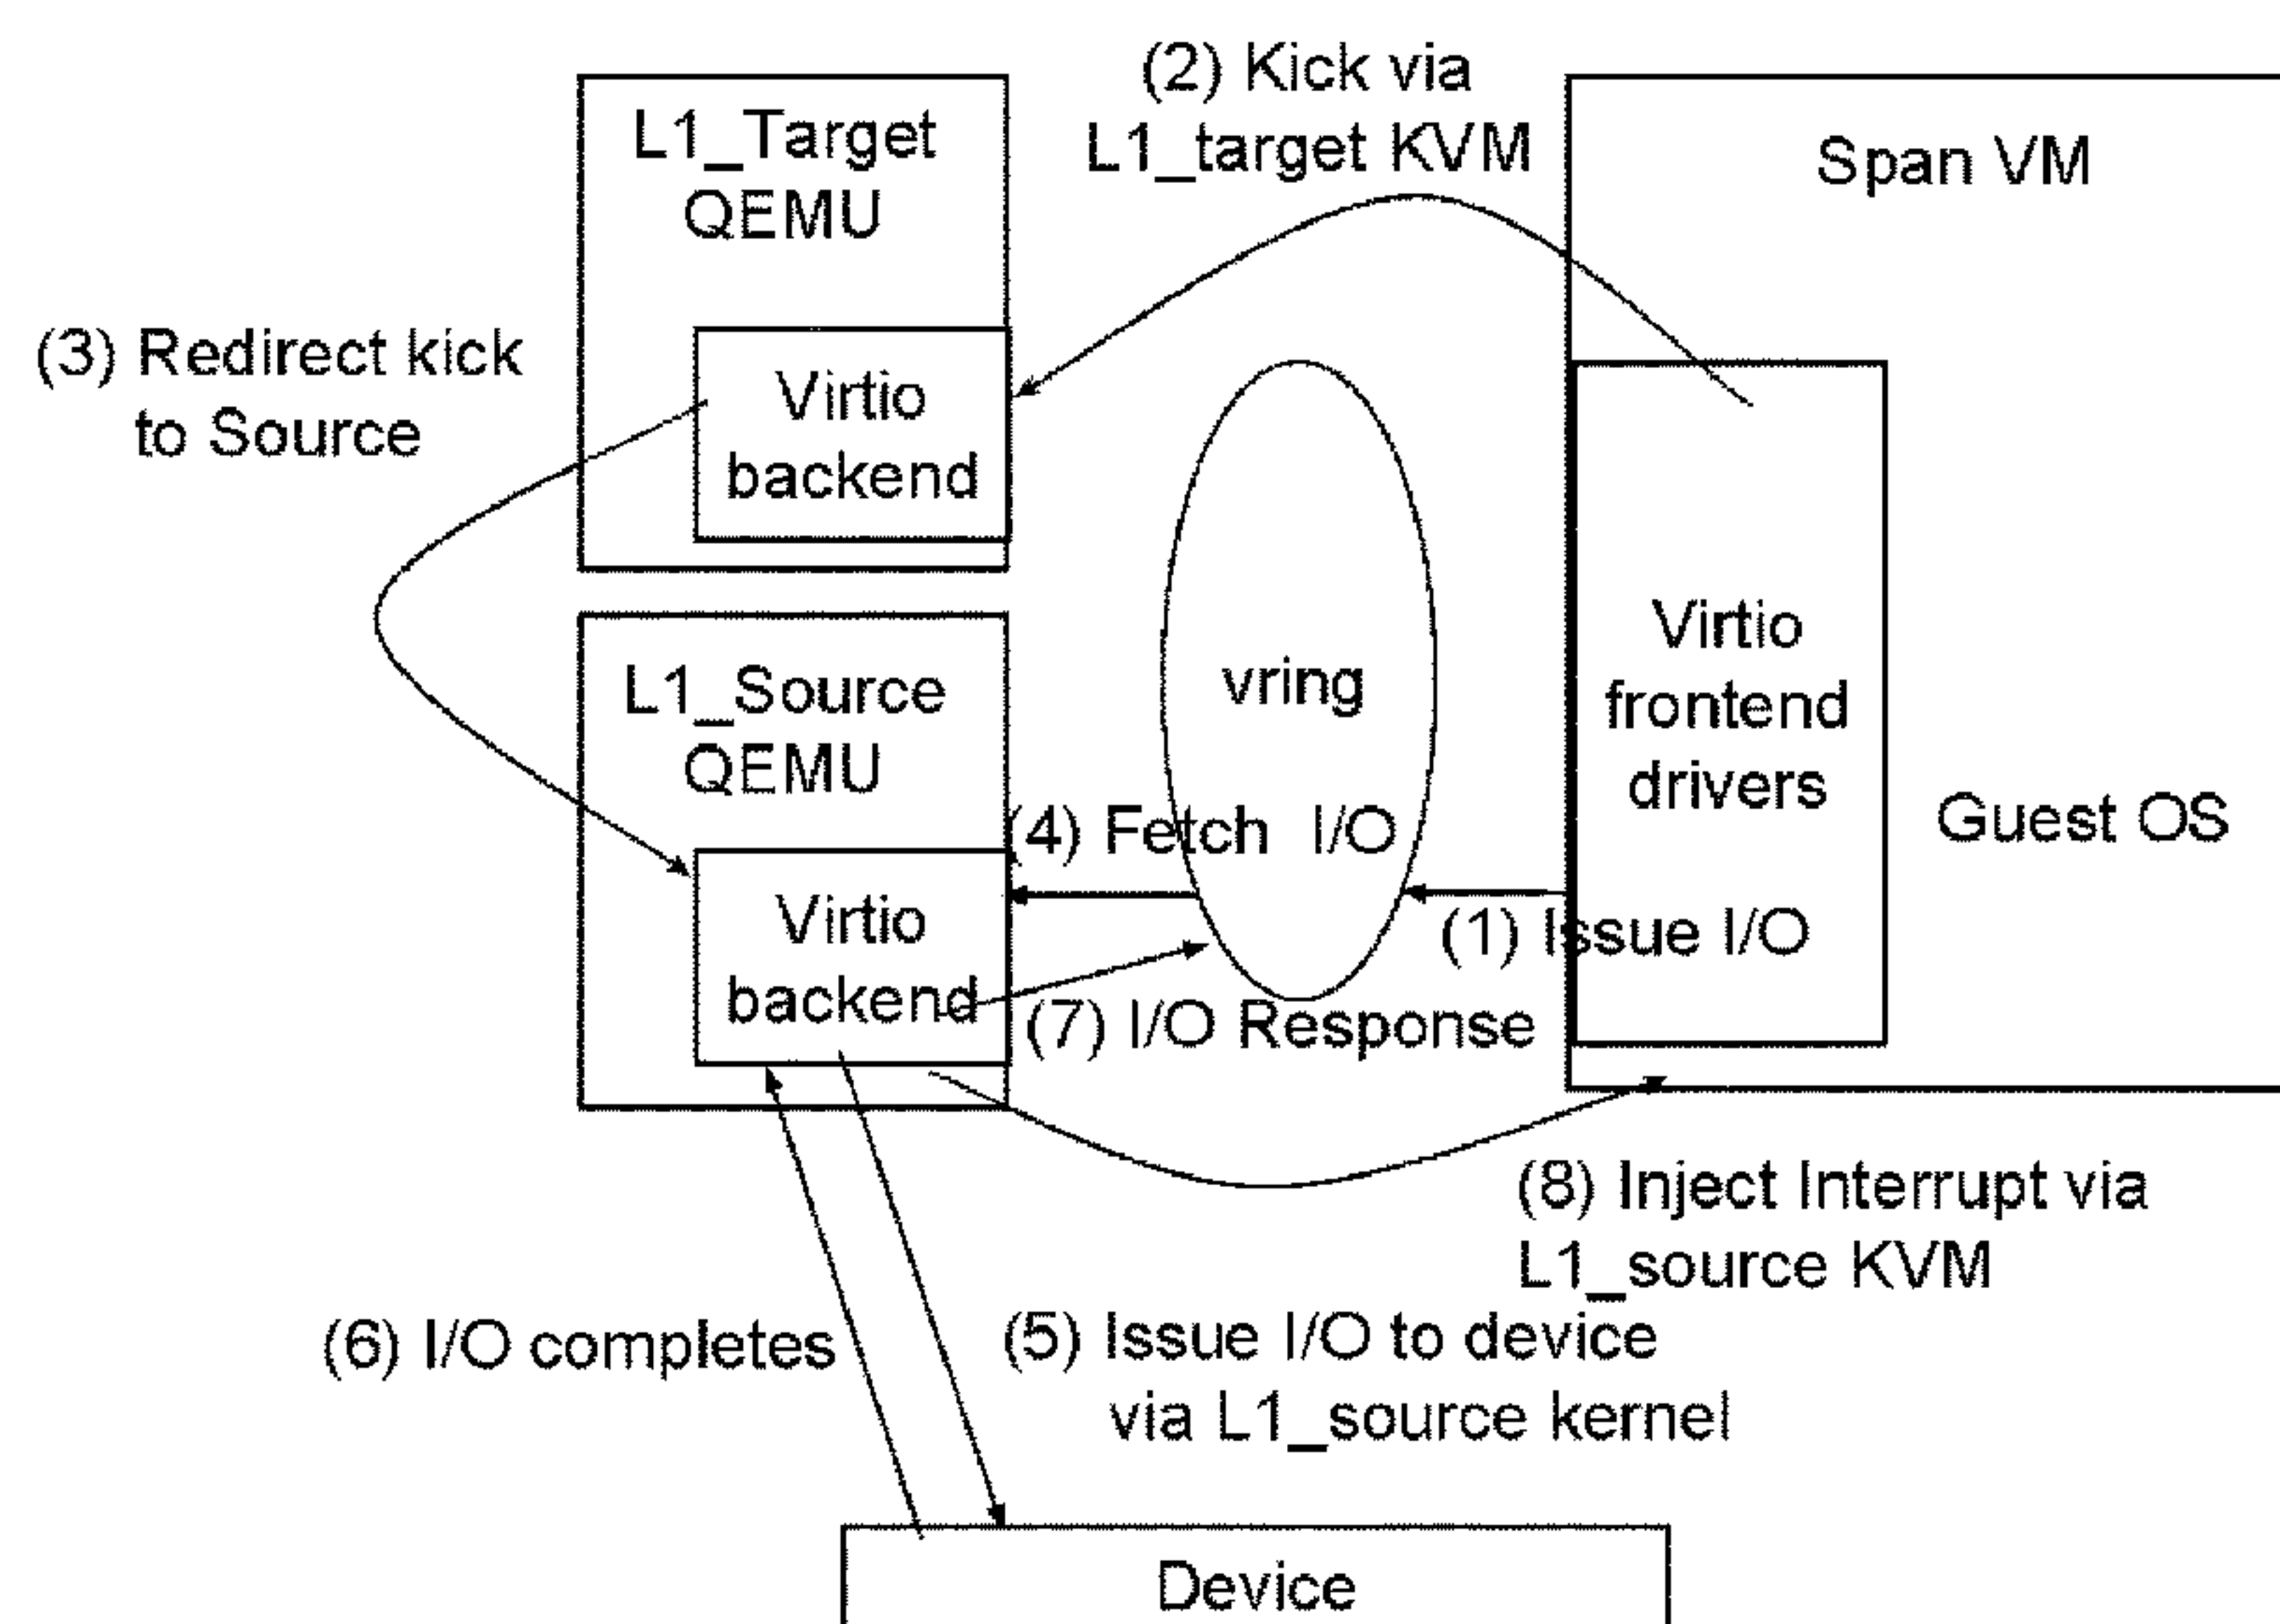 (2) Kick via
L1_target KVM
L1_Target
QEMU
Span VM
(3) Redirect kick
to Source
Virtio
backend
L1_Source
QEMU
vring
Virtio
frontend
drivers
Guest OS
(4) Fetch I/O
(1) Issue I/O
Virtio
backend
(7) I/O Response
(8) Inject Interrupt via
L1_source KVM
(6) I/O completes
(5) Issue I/O to device
via L1_source kernel
Device